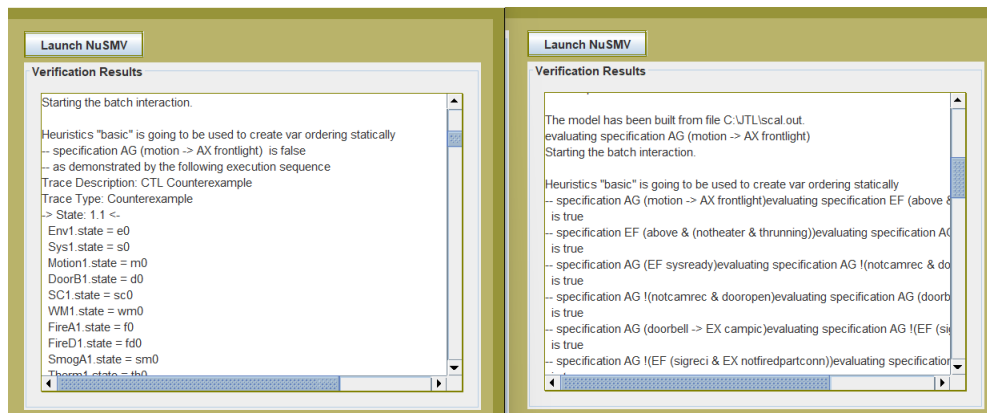 Launch NuSMV
Verification Results
Starting the batch interaction.
Heuristics "basic" is going to be used to create var ordering statically
-- specification AG (motion -> AX frontlight)  is false
-- as demonstrated by the following execution sequence
Trace Description: CTL Counterexample
Trace Type: Counterexample
-> State: 1.1 <-
Env1.state = e0
Sys1.state = s0
Motion1.state = m0
DoorB1.state = d0
SC1.state = sc0
WM1.state = wm0
FireA1.state = f0
FireD1.state = fd0
SmogA1.state = sm0
Therm1.state = th0
Launch NuSMV
Verification Results
The model has been built from file C:\JTL\scal.out.
evaluating specification AG (motion -> AX frontlight)
Starting the batch interaction.
Heuristics "basic" is going to be used to create var ordering statically
-- specification AG (motion -> AX frontlight)evaluating specification EF (above &
is true
-- specification EF (above & (notheater & thrunning))evaluating specification AG
is true
-- specification AG (EF sysready)evaluating specification AG !(notcamrec & do
is true
-- specification AG !(notcamrec & dooropen)evaluating specification AG (doorb
is true
-- specification AG (doorbell -> EX campic)evaluating specification AG !(EF (sig
is true
-- specification AG !(EF (sigreci & EX notfiredpartconn))evaluating specification